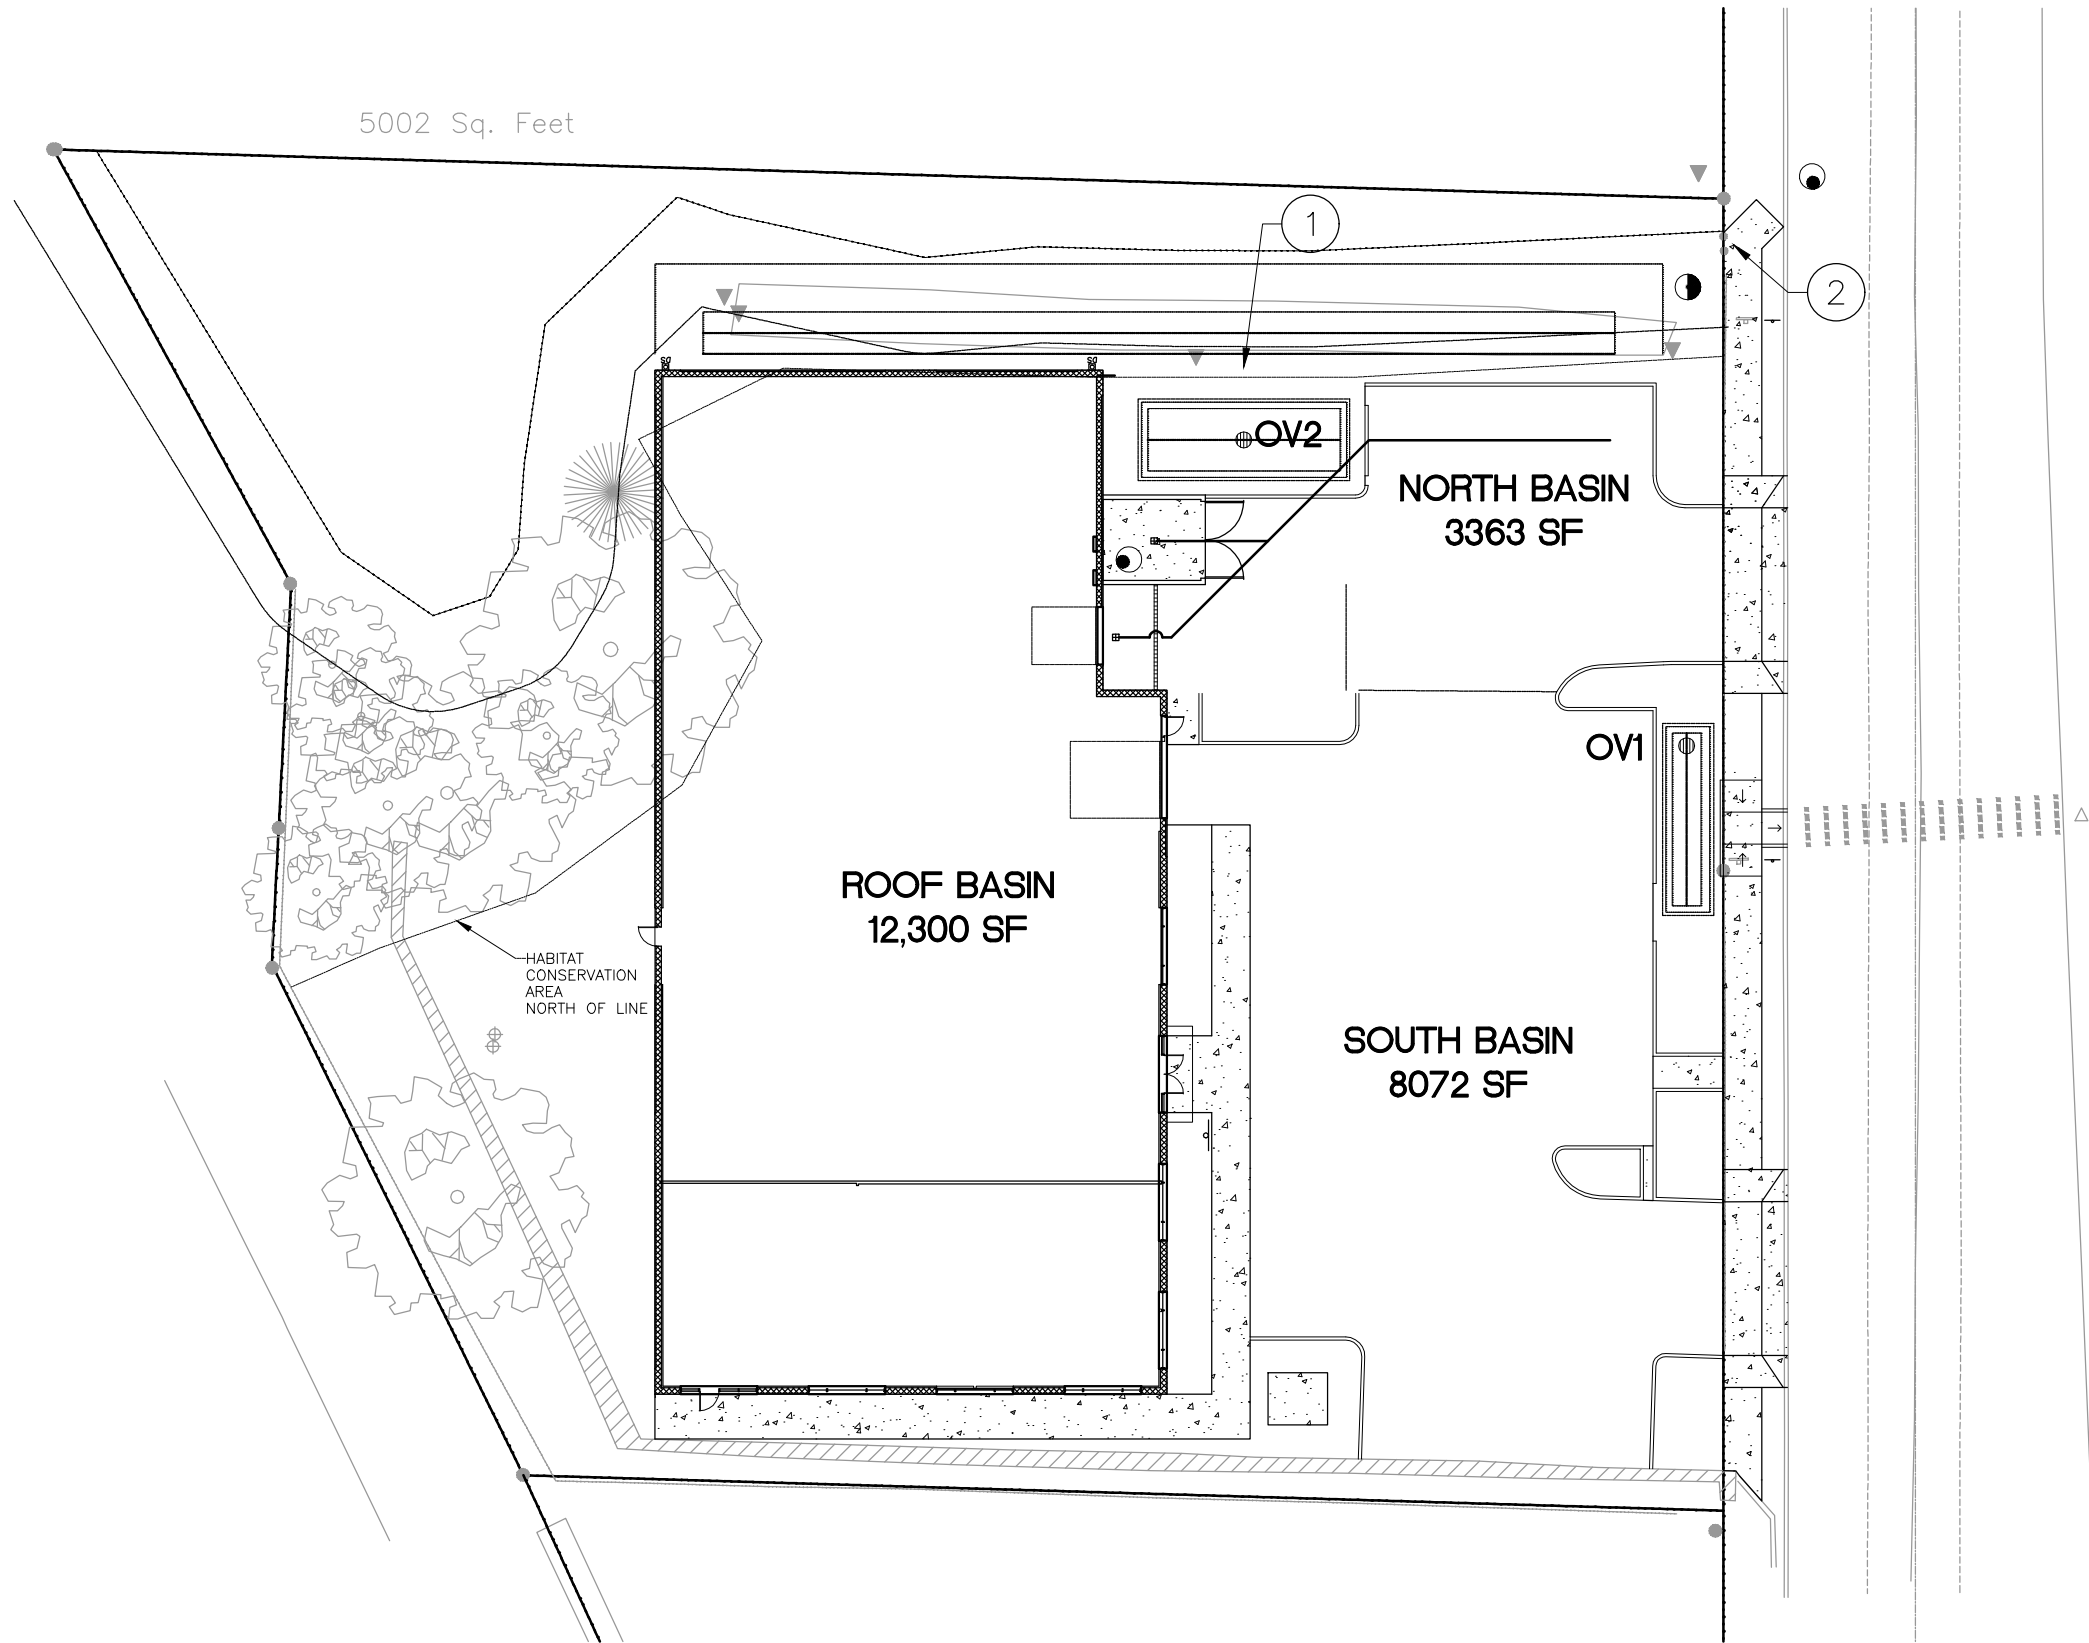 5002 Sq. Feet
1
2
OV2
NORTH BASIN
3363 SF
OV1
ROOF BASIN
12,300 SF
HABITAT
CONSERVATION
AREA
NORTH OF LINE
SOUTH BASIN
8072 SF